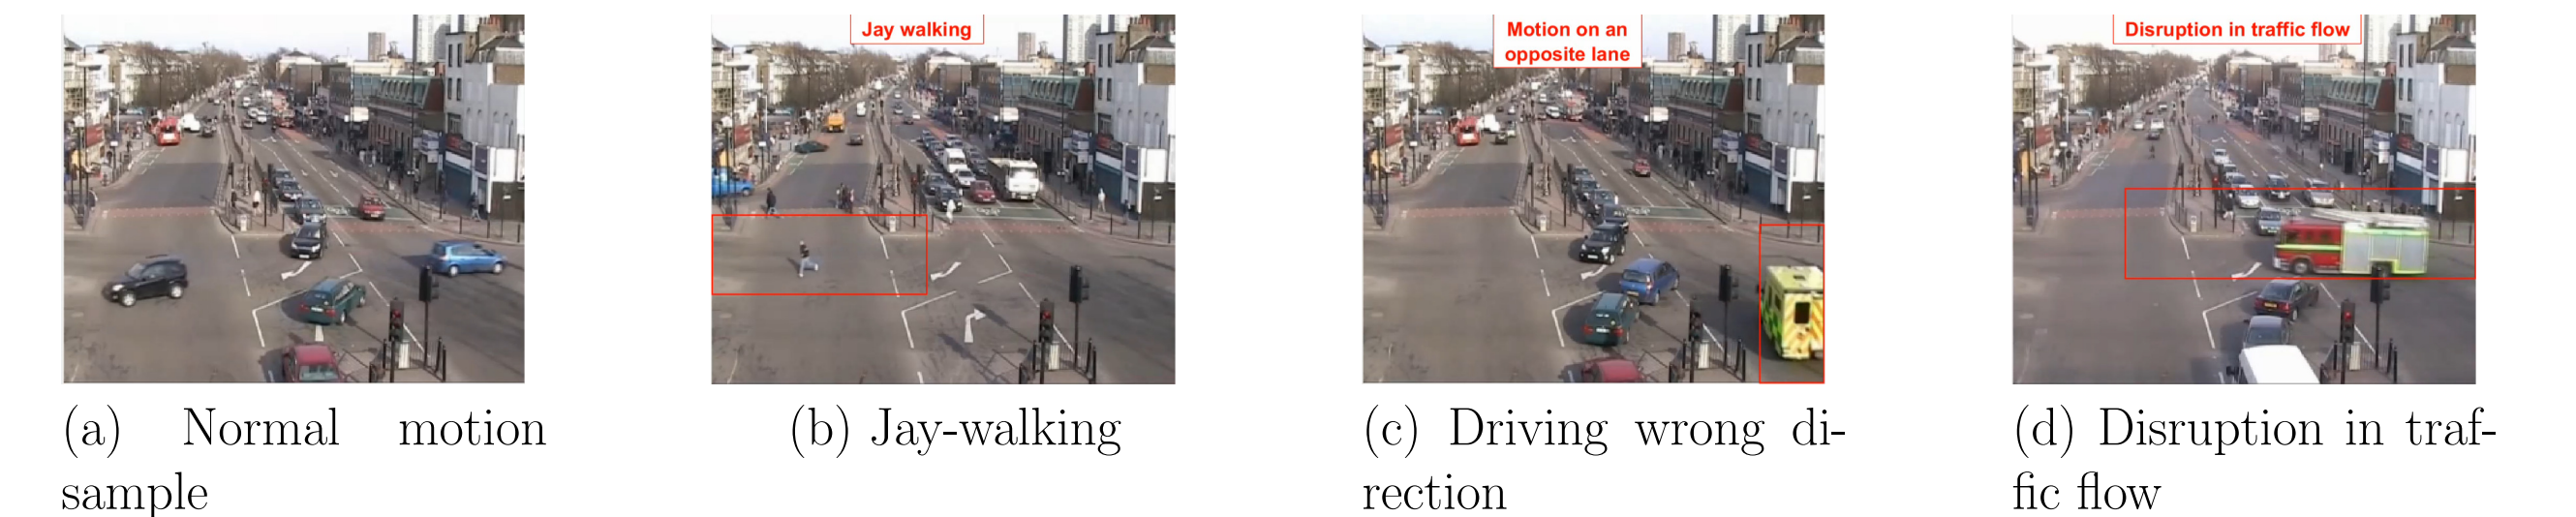 Jay walking
Motion on an
opposite lane
Disruption in traffic flow
(a) Normal motion
sample
(b) Jay-walking
(c) Driving wrong di-
rection
(d) Disruption in traf-
fic flow